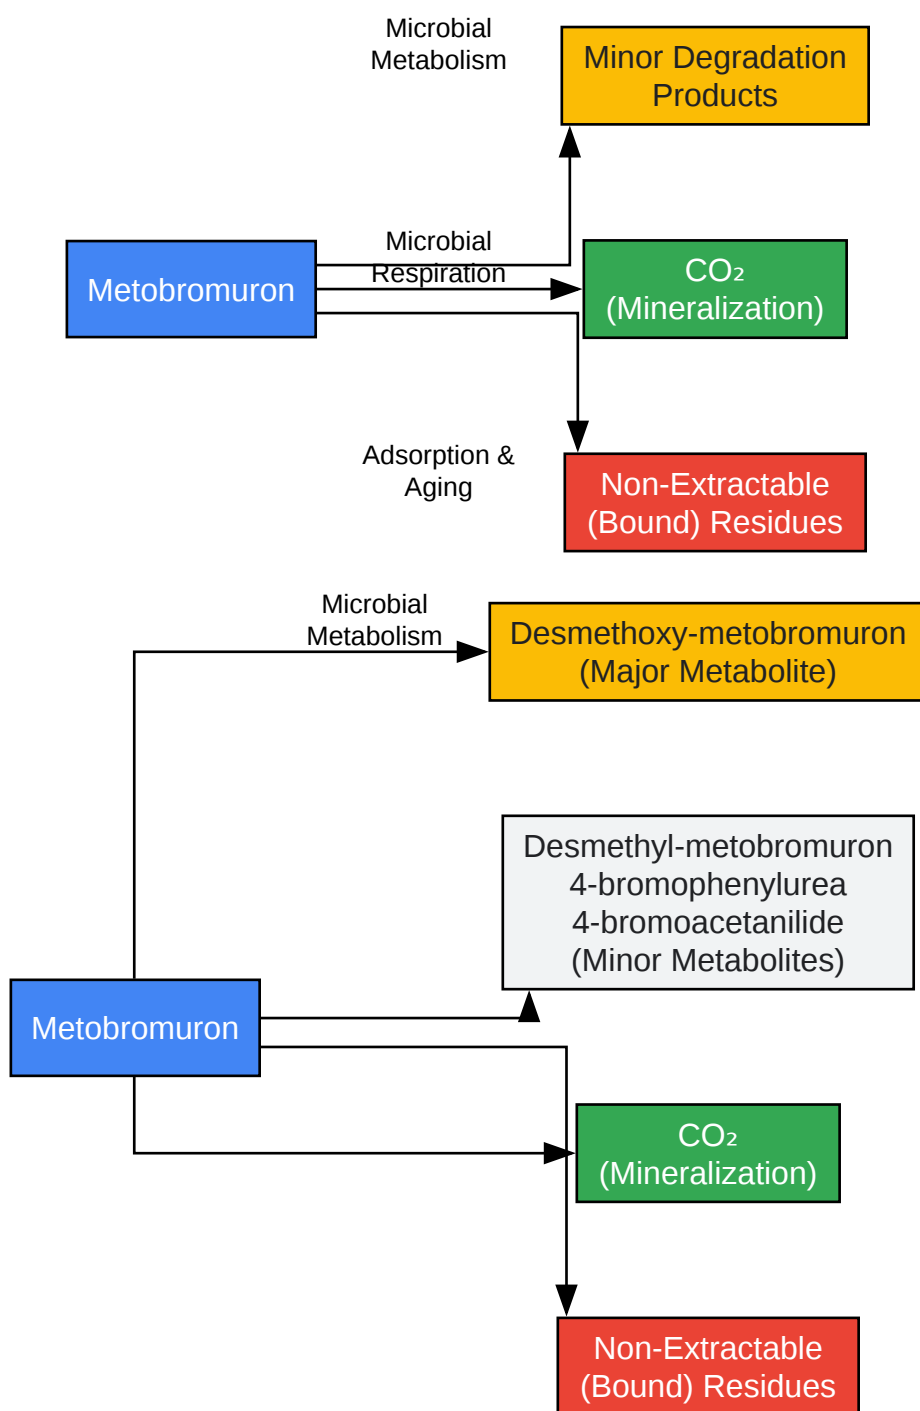 Microbial
Metabolism
Minor Degradation
Products
Metobromuron
Microbial
Respiration
CO₂
(Mineralization)
Adsorption &
Aging
Non-Extractable
(Bound) Residues
Microbial
Metabolism
Desmethoxy-metobromuron
(Major Metabolite)
Desmethyl-metobromuron
4-bromophenylurea
4-bromoacetanilide
(Minor Metabolites)
Metobromuron
CO₂
(Mineralization)
Non-Extractable
(Bound) Residues